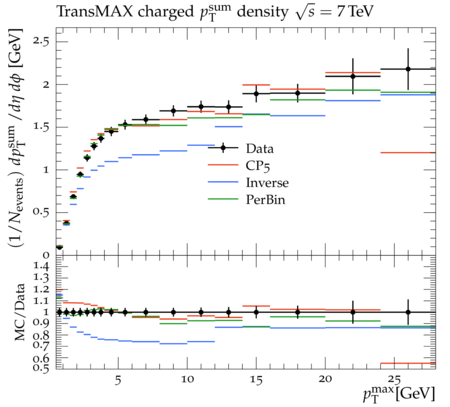 TransMAX charged p_T^sum density √s = 7 TeV
(1/N_events) dp_T^sum/dη dϕ [GeV]
2.5
2
1.5
1
0.5
0
Data
CP5
Inverse
PerBin
MC/Data
1.4
1.3
1.2
1.1
1
0.9
0.8
0.7
0.6
0.5
5 10 15 20 25
p_T^max[GeV]